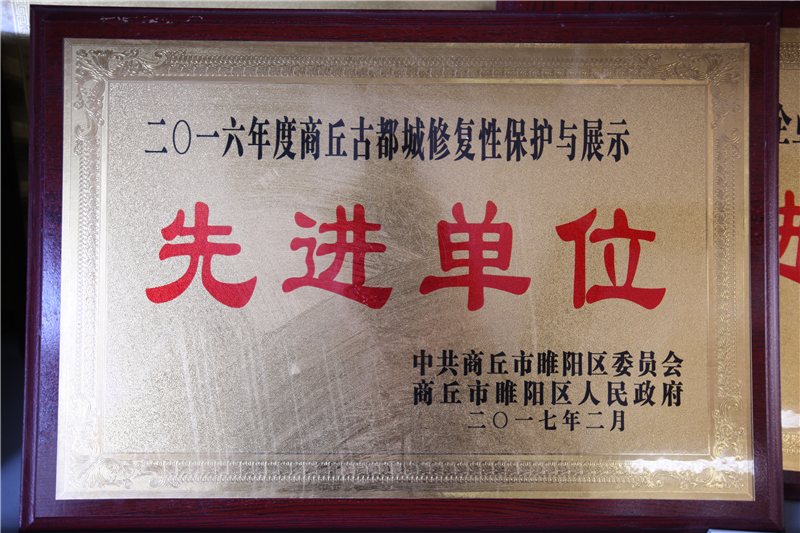 二〇一六年度商丘古都城修复性保护与展示
先进单位
中共商丘市睢阳区委员会
商丘市睢阳区人民政府
二〇一七年二月